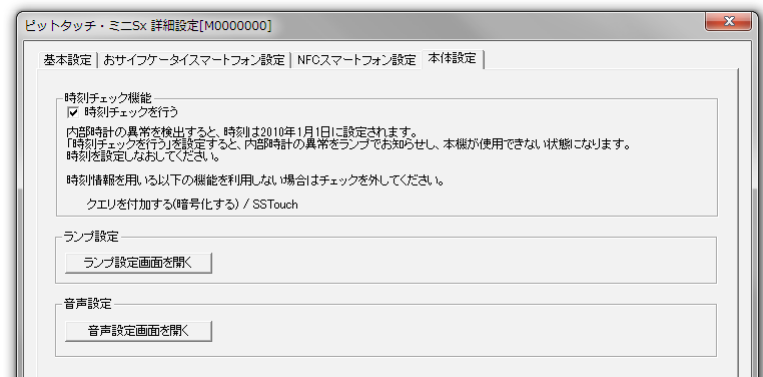 ピットタッチ・ミニSx 詳細設定[M0000000]
基本設定 おサイフケータイスマートフォン設定 NFCスマートフォン設定 本体設定
時刻チェック機能
時刻チェックを行う
内部時計の異常を検出すると、時刻は2010年1月1日に設定されます。
「時刻チェックを行う」を設定すると、内部時計の異常をランプでお知らせし、本機が使用できない状態になります。
時刻を設定しなおしてください。
時刻情報を用いる以下の機能を利用しない場合はチェックを外してください。
クエリを付加する(暗号化する) / SSTouch
ランプ設定
ランプ設定画面を開く
音声設定
音声設定画面を開く